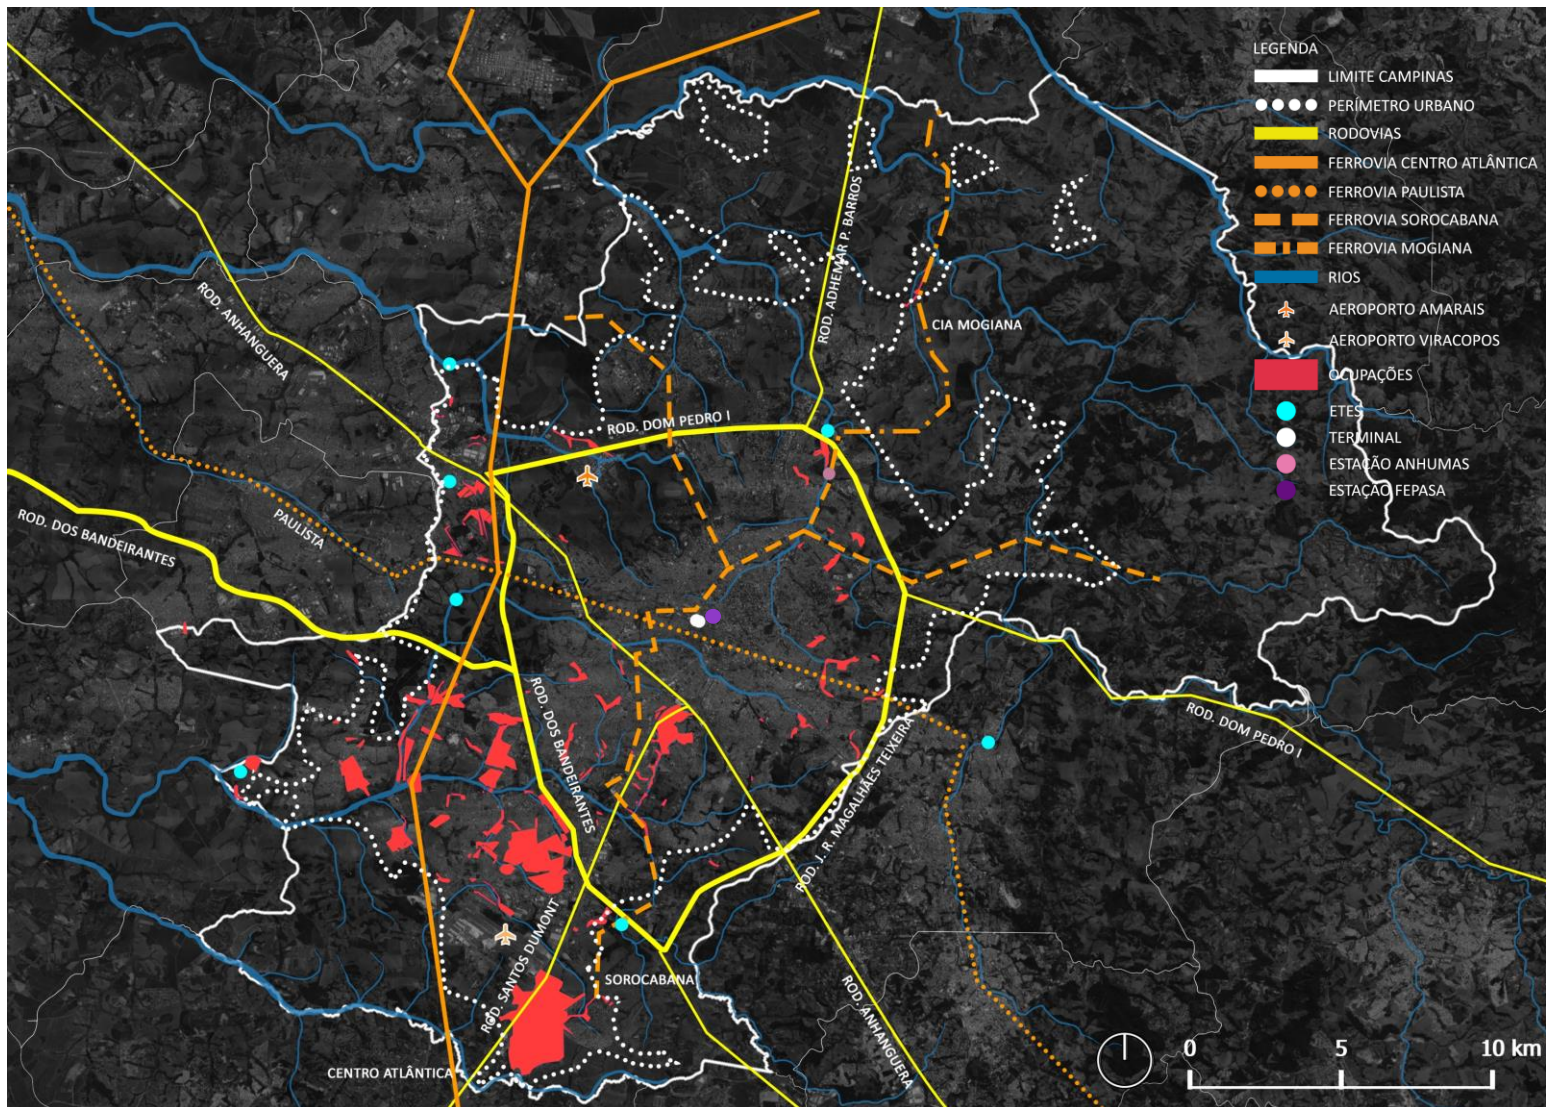 LEGENDA
LIMITE CAMPINAS
PERÍMETRO URBANO
RODOVIAS
FERROVIA CENTRO ATLÂNTICA
FERROVIA PAULISTA
FERROVIA SOROCABANA
FERROVIA MOGIANA
RIOS
AEROPORTO AMARAIS
AEROPORTO VIRACOPOS
OCUPAÇÕES
ETES
TERMINAL
ESTAÇÃO ANHUMAS
ESTAÇÃO FEPASA
ROD. ADHEMAR P. BARROS
ROD. ANHANGUERA
CIA MOGIANA
ROD. DOM PEDRO I
PAULISTA
ROD. DOS BANDEIRANTES
ROD. DOS BANDEIRANTES
ROD. DOM PEDRO I
ROD. J. R. MAGALHÃES TEIXEIRA
ROD. SANTOS DUMONT
SOROCABANA
ROD. ANHANGUERA
CENTRO ATLÂNTICA
0 5 10 km